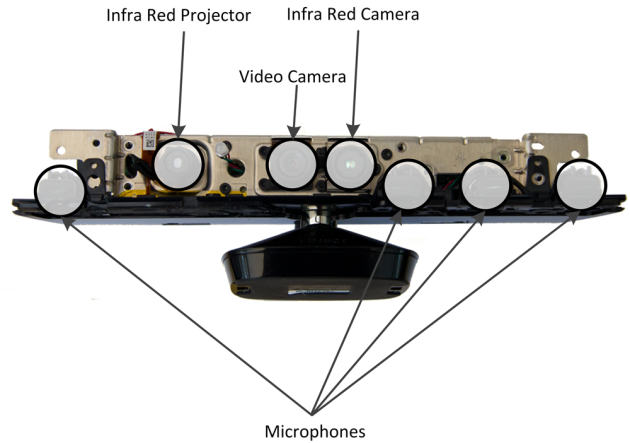 Infra Red Projector
Infra Red Camera
Video Camera
Microphones